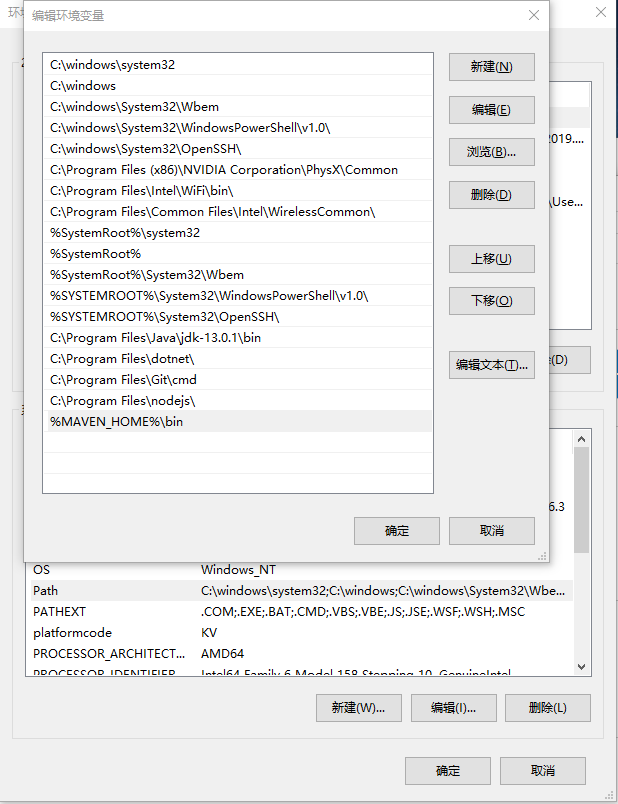 编辑环境变量
C:\windows\system32
C:\windows
C:\windows\System32\Wbem
C:\windows\System32\WindowsPowerShell\v1.0\
C:\windows\System32\OpenSSH\
C:\Program Files (x86)\NVIDIA Corporation\PhysX\Common
C:\Program Files\Intel\WiFi\bin\
C:\Program Files\Common Files\Intel\WirelessCommon\
%SystemRoot%\system32
%SystemRoot%
%SystemRoot%\System32\Wbem
%SYSTEMROOT%\System32\WindowsPowerShell\v1.0\
%SYSTEMROOT%\System32\OpenSSH\
C:\Program Files\Java\jdk-13.0.1\bin
C:\Program Files\dotnet\
C:\Program Files\Git\cmd
C:\Program Files\nodejs\
%MAVEN_HOME%\bin
新建(N)
编辑(E)
浏览(B)...
删除(D)
上移(U)
下移(O)
编辑文本(T)...
确定 取消
2019....
\Use...
(D)
6.3
OS Windows_NT
Path C:\windows\system32;C:\windows;C:\windows\System32\Wbe...
PATHEXT .COM;.EXE;.BAT;.CMD;.VBS;.VBE;.JS;.JSE;.WSF;.WSH;.MSC
platformcode KV
PROCESSOR_ARCHITECT... AMD64
PROCESSOR_IDENTIFIER Intel64 Family 6 Model 158 Stepping 10, GenuineIntel
新建(W)... 编辑(I)... 删除(L)
确定 取消